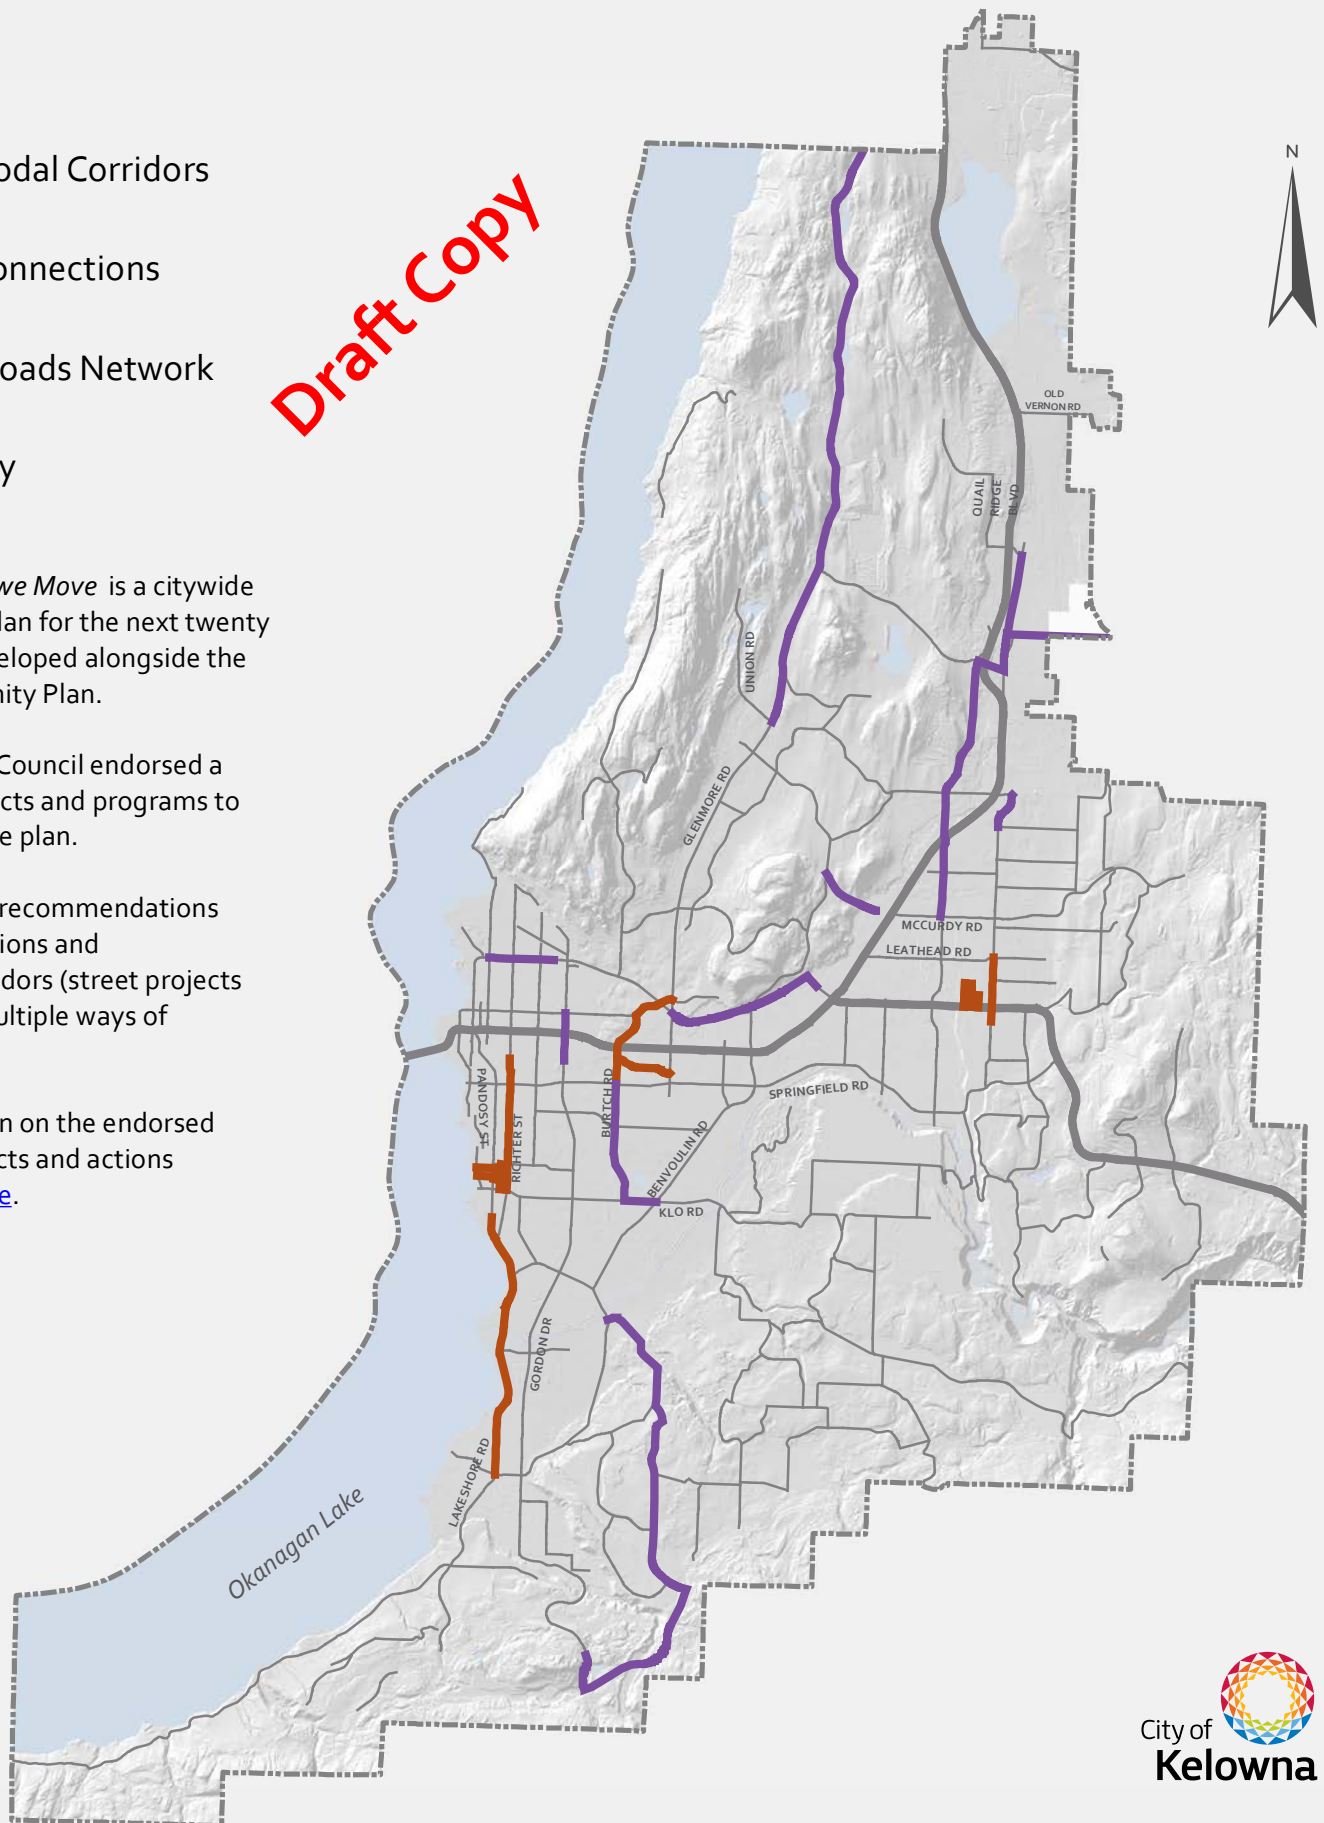 odal Corridors
onnections
oads Network
y
we Move is a citywide
lan for the next twenty
eloped alongside the
nity Plan.
Council endorsed a
cts and programs to
e plan.
recommendations
ions and
dors (street projects
ultiple ways of
n on the endorsed
cts and actions
e.
Draft Copy
N
OLD
VERNON RD
QUAIL
RIDGE
BLVD
UNION RD
GLENMORE RD
MCCURDY RD
LEATHEAD RD
SPRINGFIELD RD
PANDOSY ST
RICHTER ST
BURTCH RD
BENVOULIN RD
KLO RD
GORDON DR
LAKESHORE RD
Okanagan Lake
City of
Kelowna